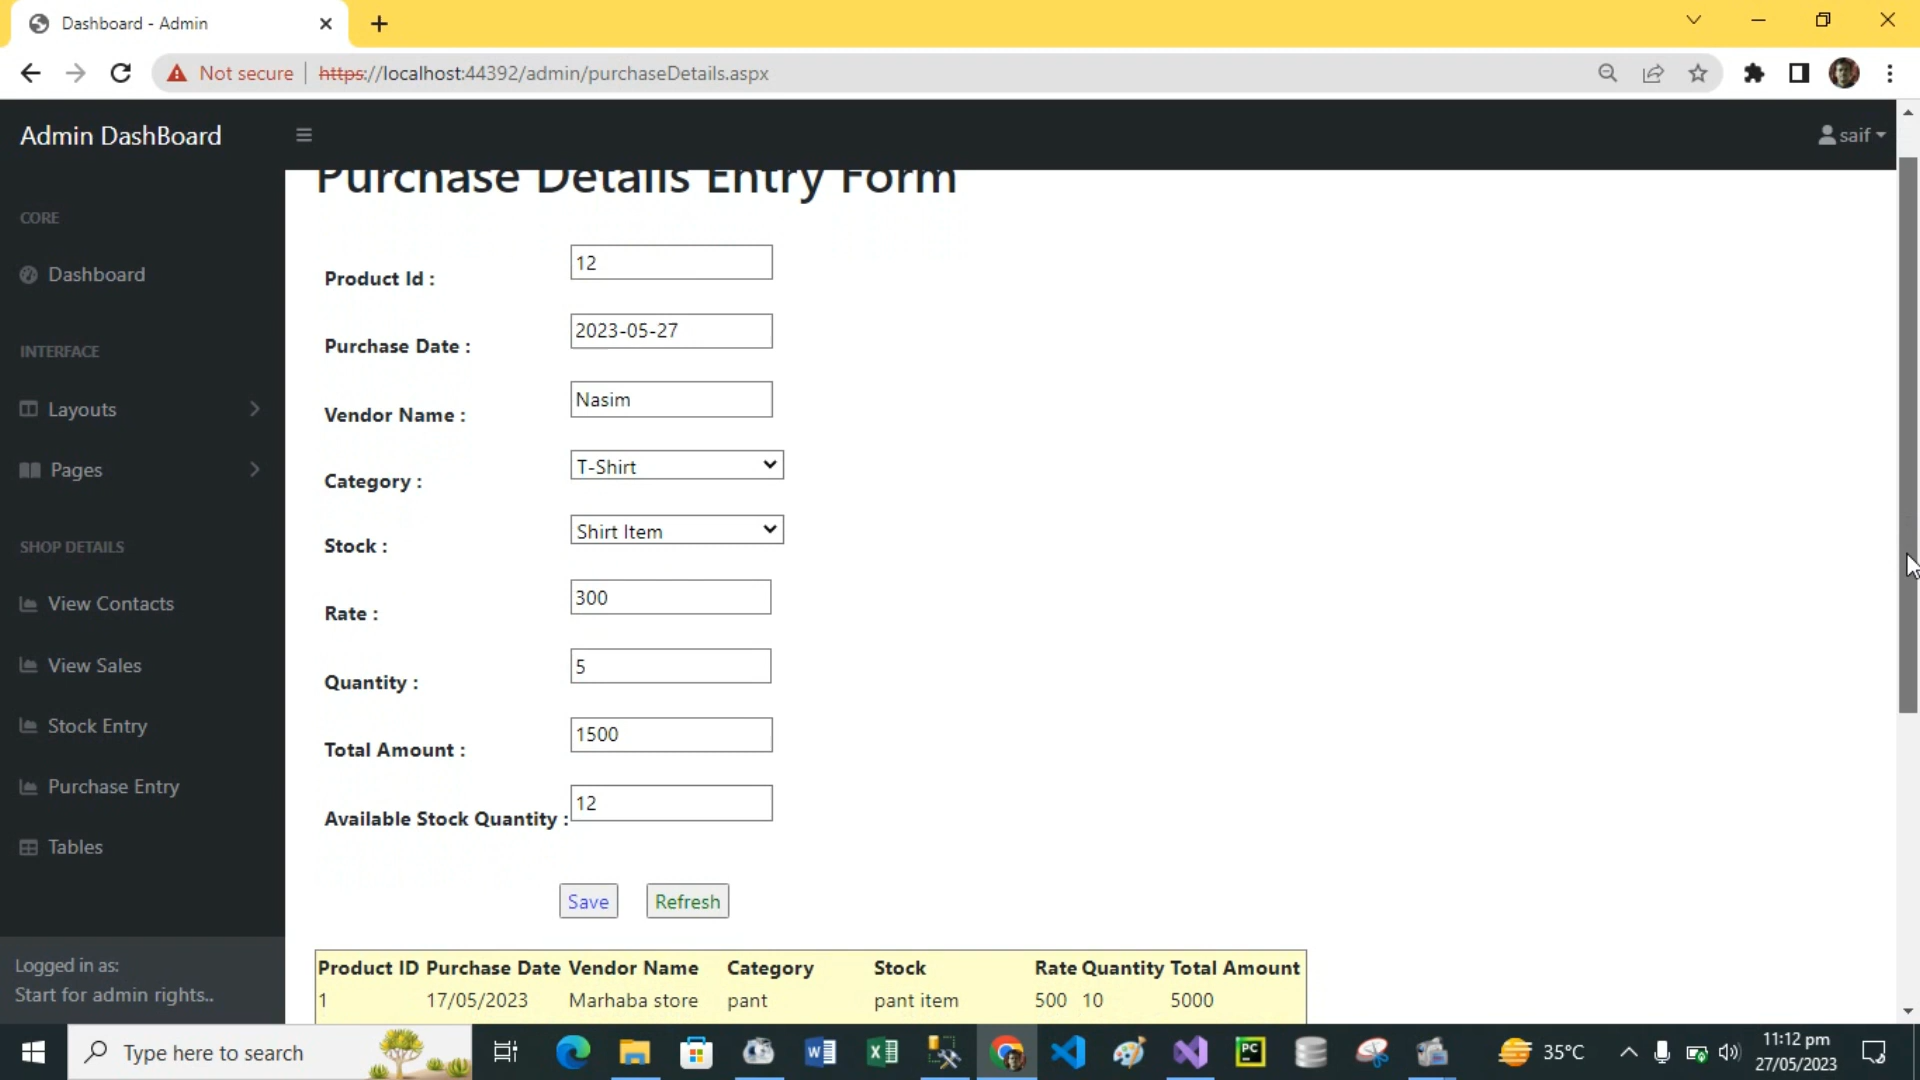 Dashboard - Admin
Not secure
https://localhost:44392/admin/purchaseDetails.aspx
Admin DashBoard
saif
CORE
Dashboard
INTERFACE
Layouts
Pages
SHOP DETAILS
View Contacts
View Sales
Stock Entry
Purchase Entry
Tables
Logged in as:
Start for admin rights..
Purchase Details Entry Form
Product Id : 12
Purchase Date : 2023-05-27
Vendor Name : Nasim
Category : T-Shirt
Stock : Shirt Item
Rate : 300
Quantity : 5
Total Amount : 1500
Available Stock Quantity : 12
Save Refresh
Product ID Purchase Date Vendor Name Category Stock Rate Quantity Total Amount
1 17/05/2023 Marhaba store pant pant item 500 10 5000
Type here to search
35°C
11:12 pm
27/05/2023
PC